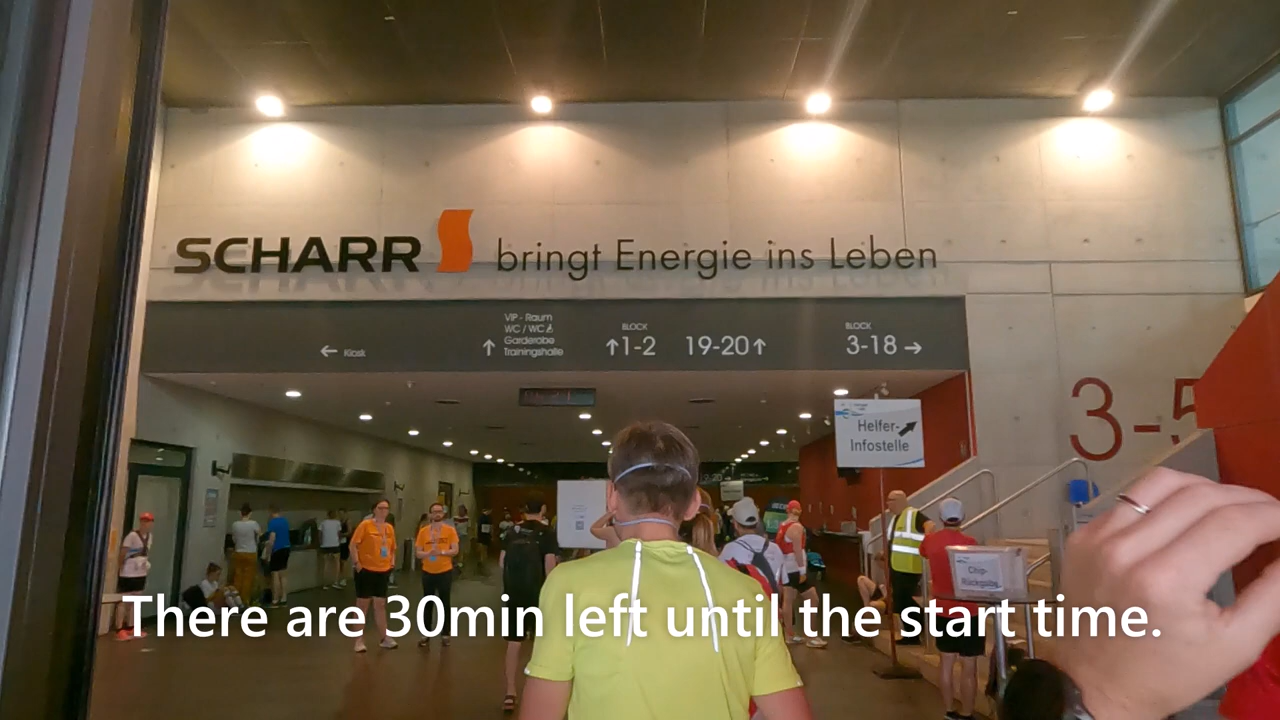 SCHARR bringt Energie ins Leben
← Kiosk
↑ VIP - Raum
WC / WC
Garderobe
Trainingshalle
BLOCK
↑1-2
19-20↑
BLOCK
3-18 →
3-5
Helfer-
Infostelle
Chip-
Rückgabe
There are 30min left until the start time.